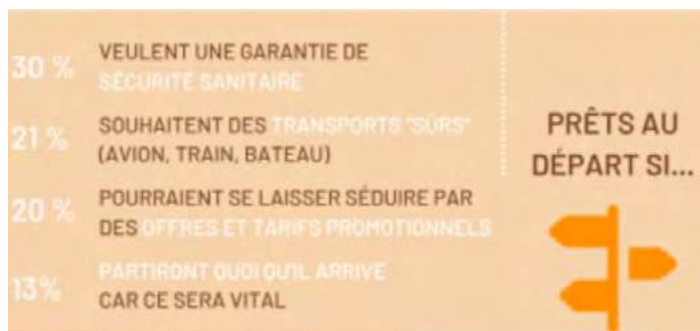 30 %
VEULENT UNE GARANTIE DE
SÉCURITÉ SANITAIRE
21 %
SOUHAITENT DES TRANSPORTS "SÛRS"
(AVION, TRAIN, BATEAU)
20 %
POURRAIENT SE LAISSER SÉDUIRE PAR
DES OFFRES ET TARIFS PROMOTIONNELS
13%
PARTIRONT QUOI QU'IL ARRIVE
CAR CE SERA VITAL
PRÊTS AU
DÉPART SI...